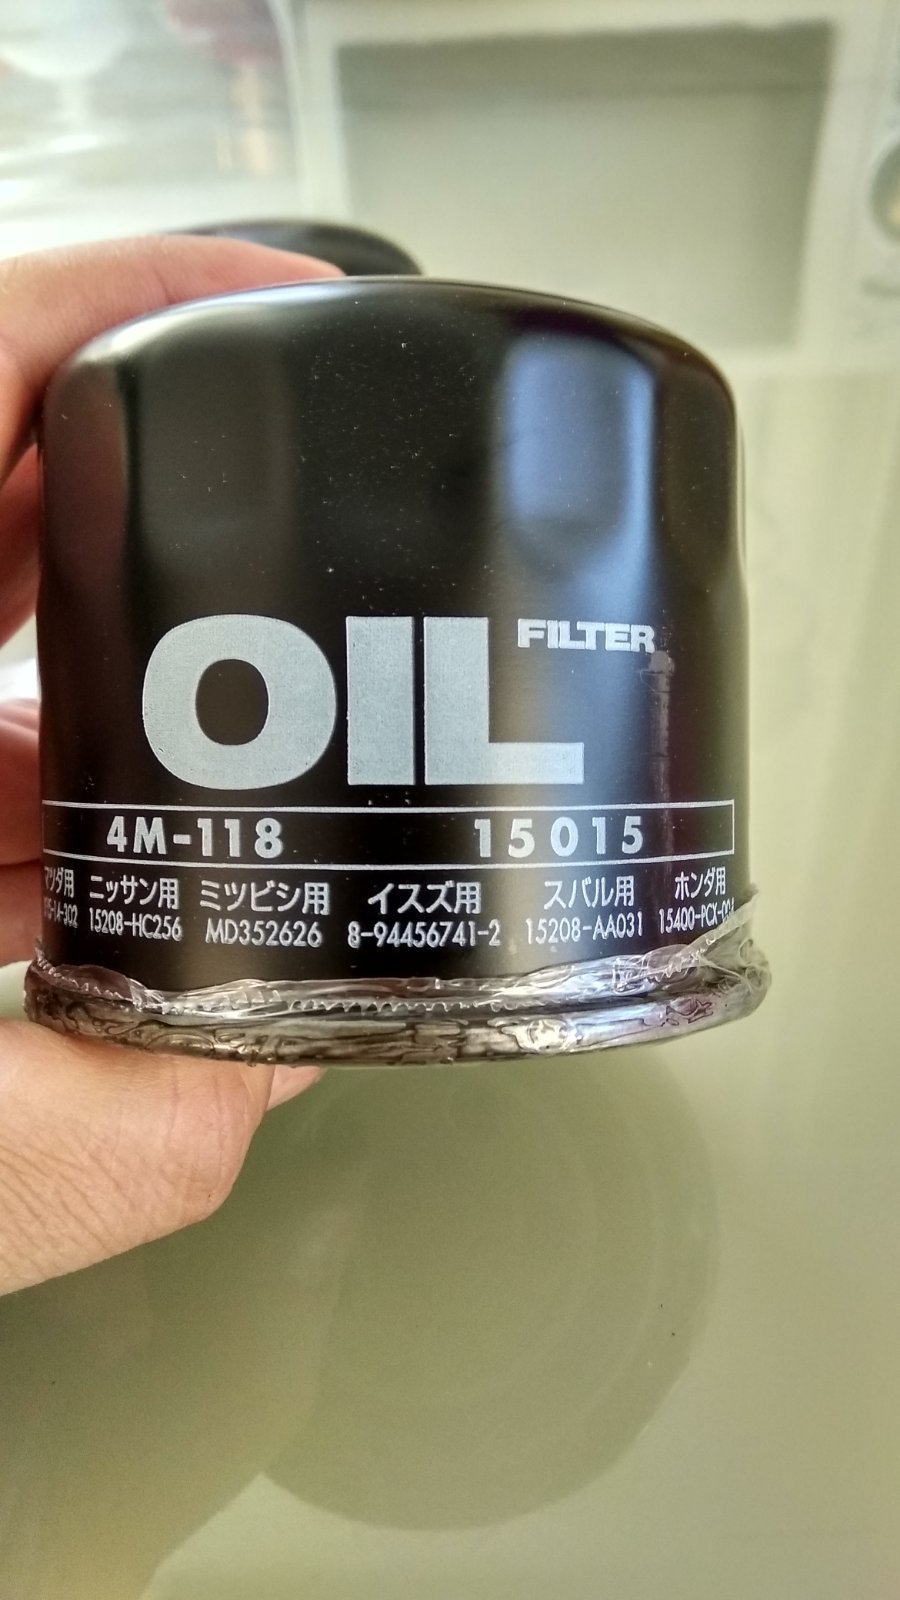 OIL FILTER
4M-118 15015
マツダ用 ニッサン用 ミツビシ用 イスズ用 スバル用 ホンダ用
15208-HC256 MD352626 8-94456741-2 15208-AA031